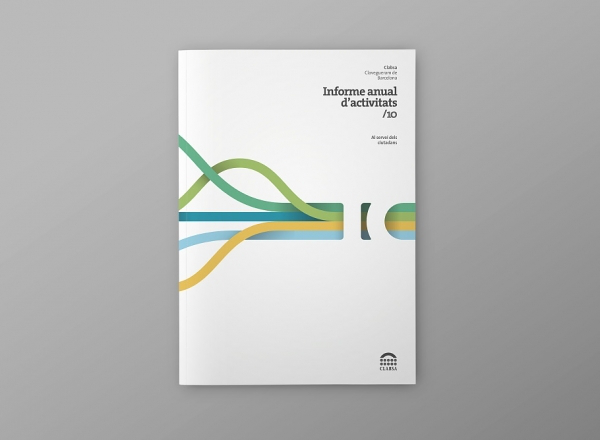 Clabsa
Clavegueram de
Barcelona
Informe anual
d'activitats
/10
Al servei dels
ciutadans
CLABSA